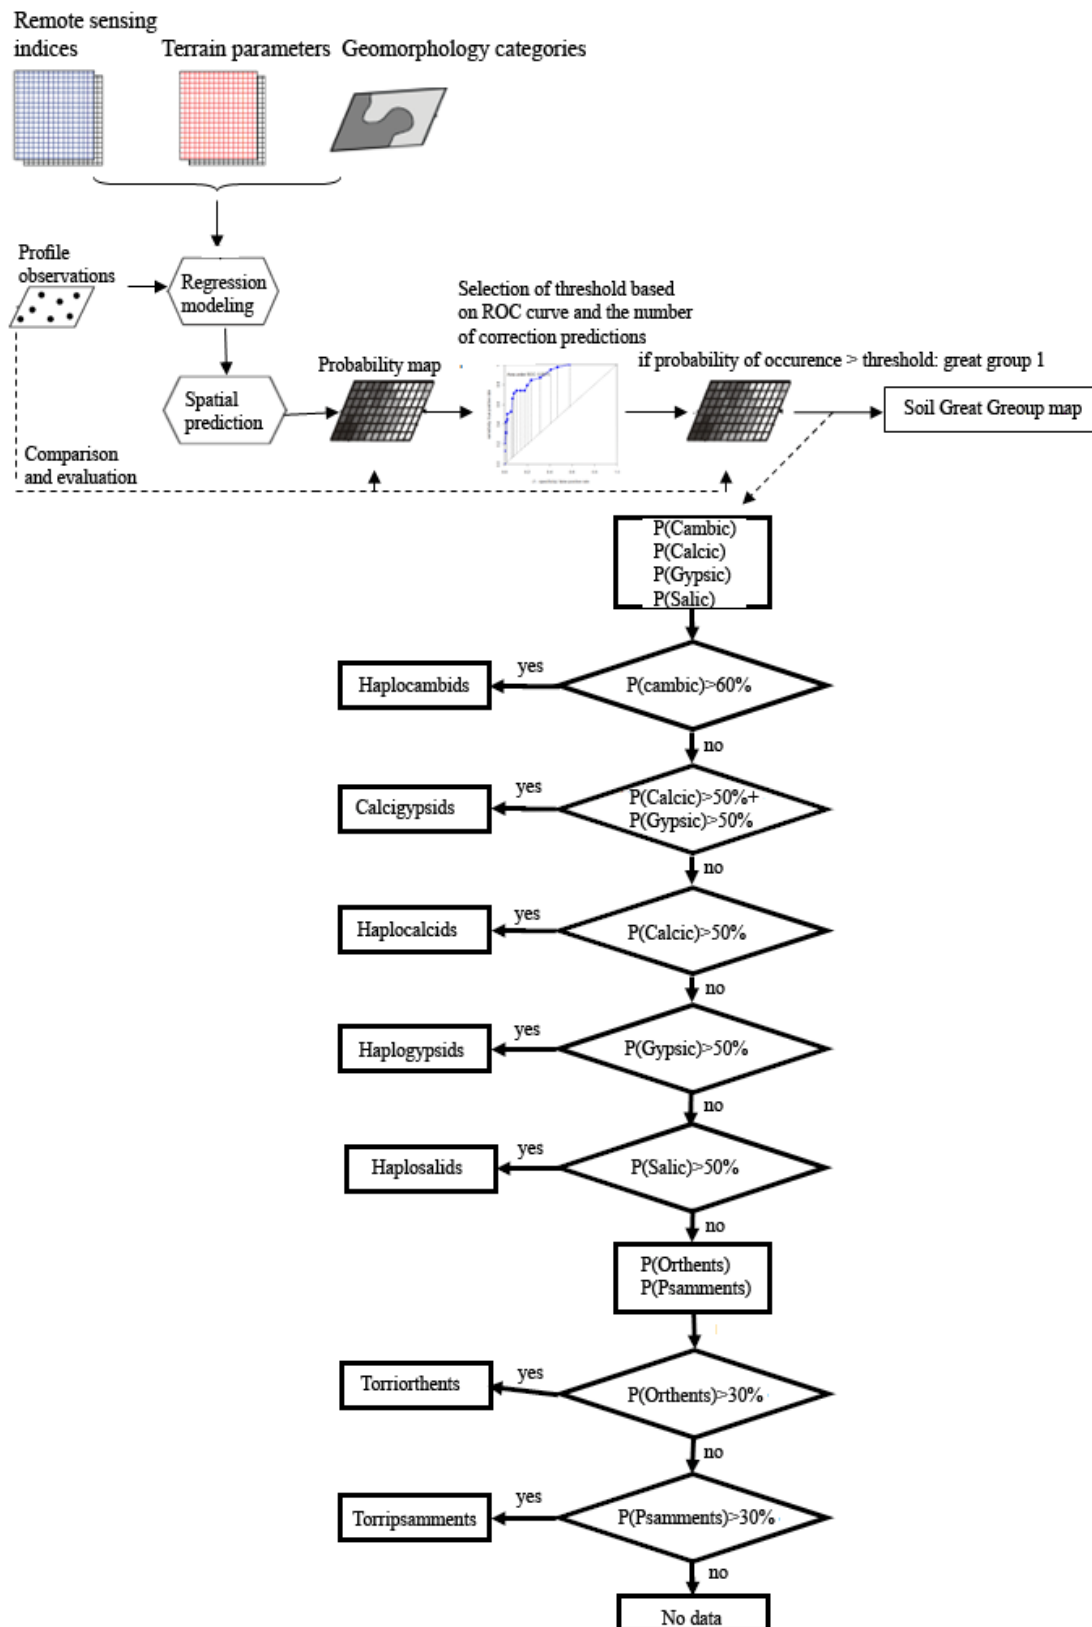 Remote sensing
indices
Terrain parameters
Geomorphology categories
Profile
observations
Regression
modeling
Selection of threshold based
on ROC curve and the number
of correction predictions
Probability map
if probability of occurence > threshold: great group 1
Spatial
prediction
Soil Great Greoup map
Comparison
and evaluation
P(Cambic)
P(Calcic)
P(Gypsic)
P(Salic)
Haplocambids
yes
P(cambic)>60%
no
Calcigypsids
yes
P(Calcic)>50%+
P(Gypsic)>50%
no
Haplocalcids
yes
P(Calcic)>50%
no
Haplogypsids
yes
P(Gypsic)>50%
no
Haplosalids
yes
P(Salic)>50%
no
P(Orthents)
P(Psamments)
Torriorthents
yes
P(Orthents)>30%
no
Torripsamments
yes
P(Psamments)>30%
no
No data